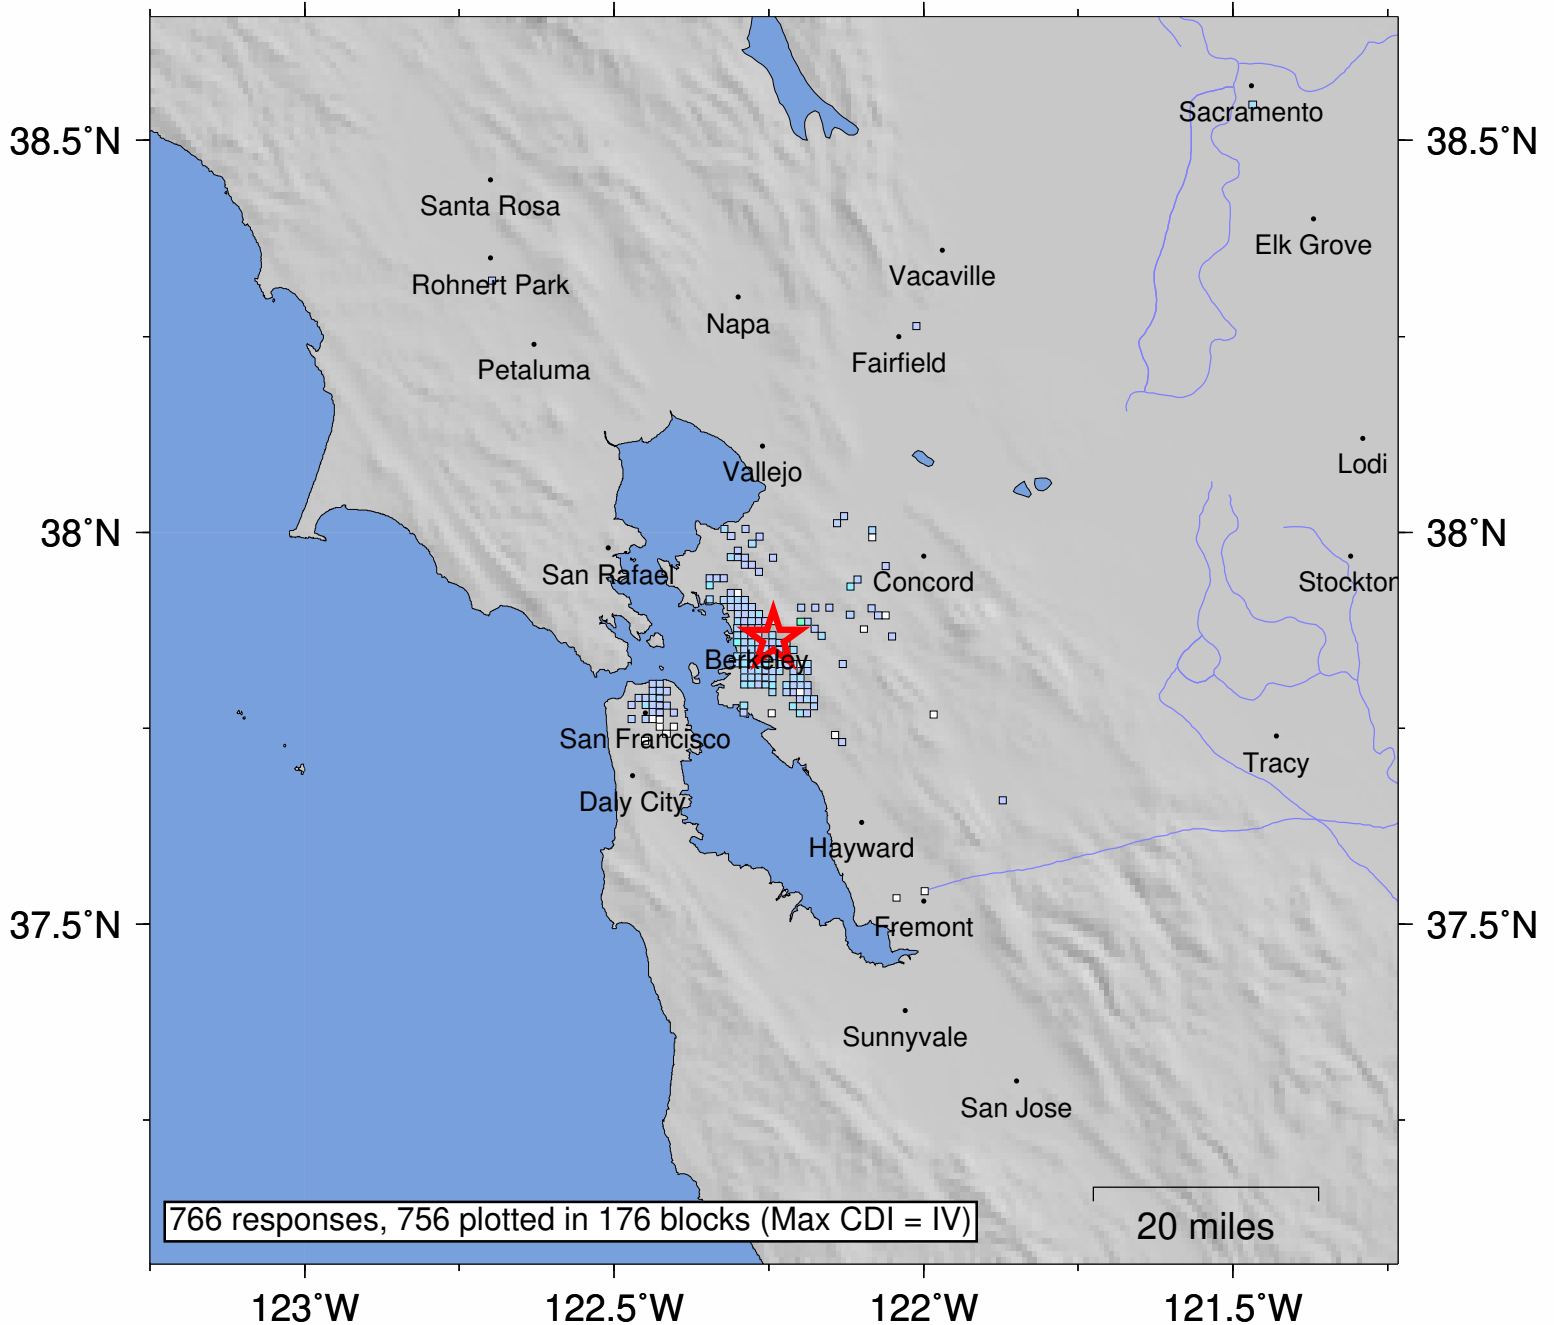 Sacramento
38.5°N
38.5°N
Santa Rosa
Elk Grove
Rohnert Park
Vacaville
Napa
Fairfield
Petaluma
Vallejo
Lodi
38°N
38°N
San Rafael
Concord
Stockton
Berkeley
San Francisco
Tracy
Daly City
Hayward
37.5°N
37.5°N
Fremont
Sunnyvale
San Jose
766 responses, 756 plotted in 176 blocks (Max CDI = IV)
20 miles
123°W
122.5°W
122°W
121.5°W